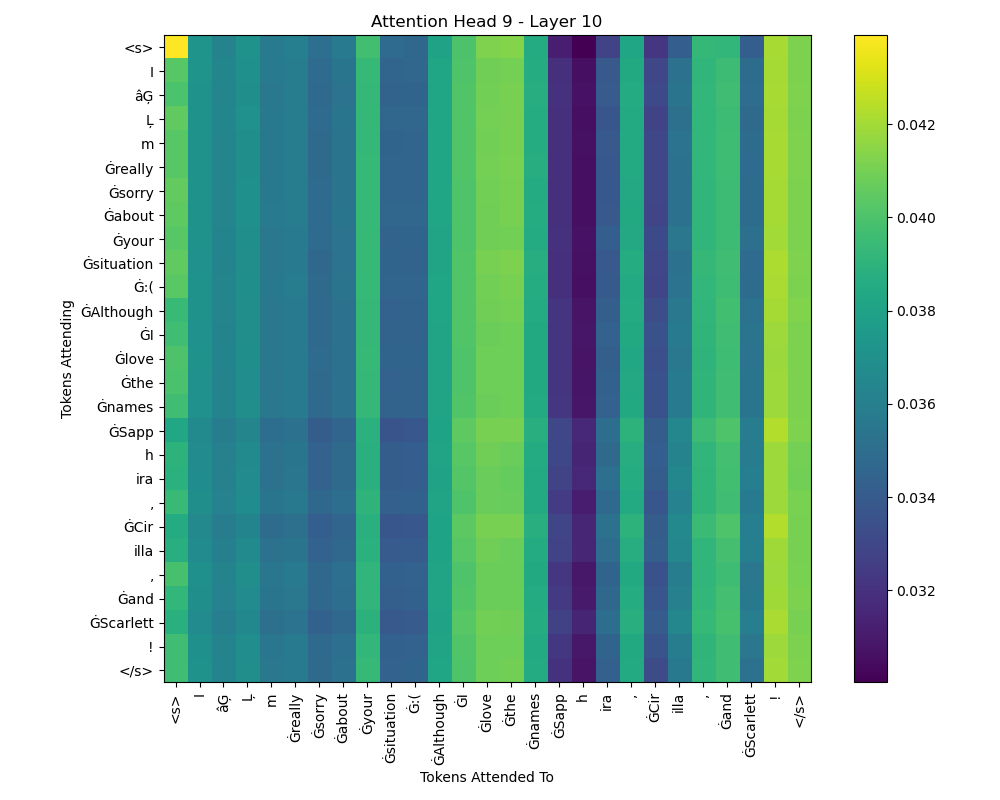 Attention Head 9 - Layer 10
Tokens Attending
<s>
I
âĢ
Ļ
m
Ġreally
Ġsorry
Ġabout
Ġyour
Ġsituation
Ġ:(
ĠAlthough
ĠI
Ġlove
Ġthe
Ġnames
ĠSapp
h
ira
,
ĠCir
illa
,
Ġand
ĠScarlett
!
</s>
<s>
I
âĢ
Ļ
m
Ġreally
Ġsorry
Ġabout
Ġyour
Ġsituation
Ġ:(
ĠAlthough
ĠI
Ġlove
Ġthe
Ġnames
ĠSapp
h
ira
,
ĠCir
illa
,
Ġand
ĠScarlett
!
</s>
Tokens Attended To
0.042
0.040
0.038
0.036
0.034
0.032